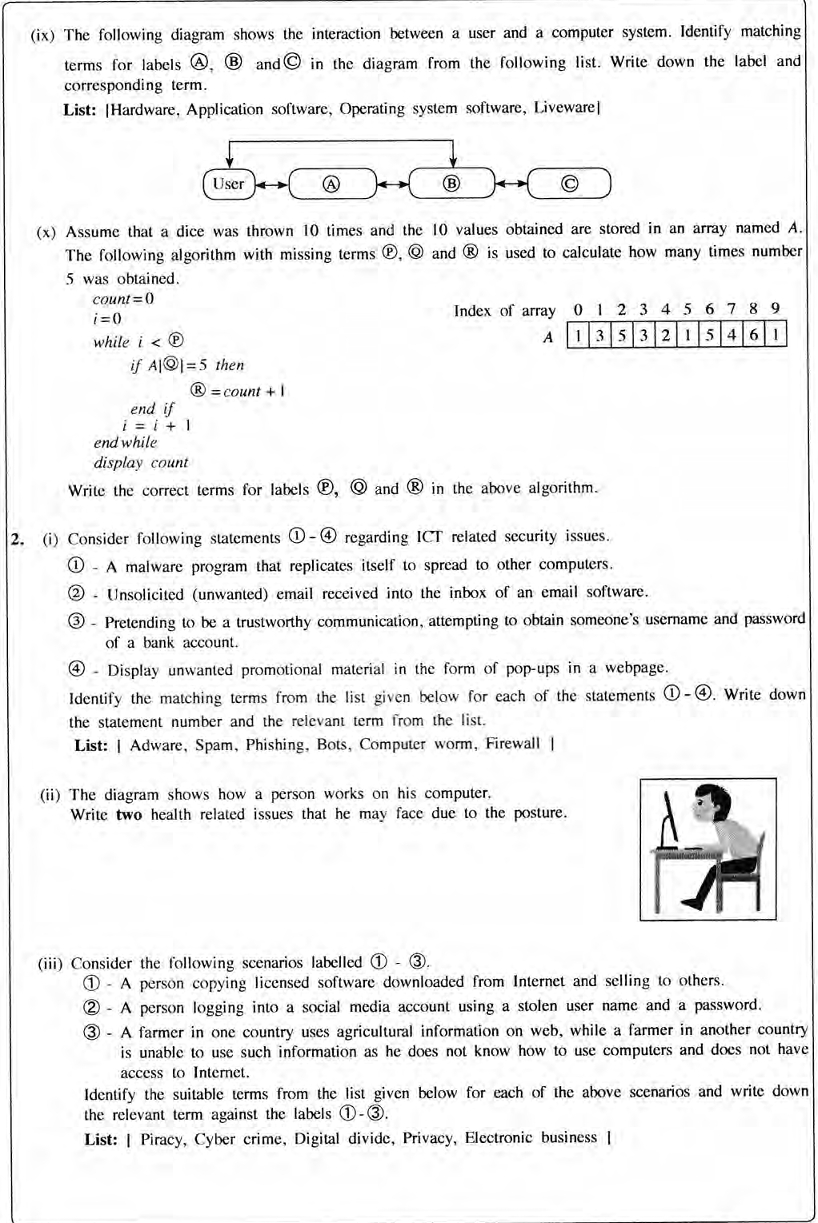 (ix) The following diagram shows the interaction between a user and a computer system. Identify matching
terms for labels Ⓐ, Ⓑ and Ⓒ in the diagram from the following list. Write down the label and
corresponding term.
List: |Hardware, Application software, Operating system software, Liveware|
User Ⓐ Ⓑ Ⓒ
(x) Assume that a dice was thrown 10 times and the 10 values obtained are stored in an array named A.
The following algorithm with missing terms Ⓟ, Ⓠ and Ⓡ is used to calculate how many times number
5 was obtained.
count=0
i=0
while i < Ⓟ
if A|Ⓠ|=5 then
Ⓡ = count + 1
end if
i = i + 1
endwhile
display count
Index of array 0 1 2 3 4 5 6 7 8 9
A 1 3 5 3 2 1 5 4 6 1
Write the correct terms for labels Ⓟ, Ⓠ and Ⓡ in the above algorithm.
2. (i) Consider following statements ① - ④ regarding ICT related security issues.
① - A malware program that replicates itself to spread to other computers.
② - Unsolicited (unwanted) email received into the inbox of an email software.
③ - Pretending to be a trustworthy communication, attempting to obtain someone's username and password
of a bank account.
④ - Display unwanted promotional material in the form of pop-ups in a webpage.
Identify the matching terms from the list given below for each of the statements ① - ④. Write down
the statement number and the relevant term from the list.
List: | Adware, Spam, Phishing, Bots, Computer worm, Firewall |
(ii) The diagram shows how a person works on his computer.
Write two health related issues that he may face due to the posture.
(iii) Consider the following scenarios labelled ① - ③.
① - A person copying licensed software downloaded from Internet and selling to others.
② - A person logging into a social media account using a stolen user name and a password.
③ - A farmer in one country uses agricultural information on web, while a farmer in another country
is unable to use such information as he does not know how to use computers and does not have
access to Internet.
Identify the suitable terms from the list given below for each of the above scenarios and write down
the relevant term against the labels ① - ③.
List: | Piracy, Cyber crime, Digital divide, Privacy, Electronic business |